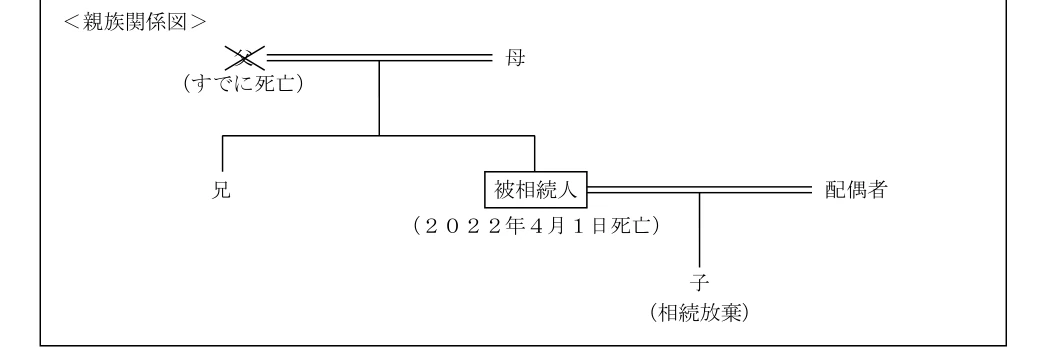 ＜親族関係図＞
父
母
（すでに死亡）
兄
被相続人
配偶者
（２０２２年４月１日死亡）
子
（相続放棄）